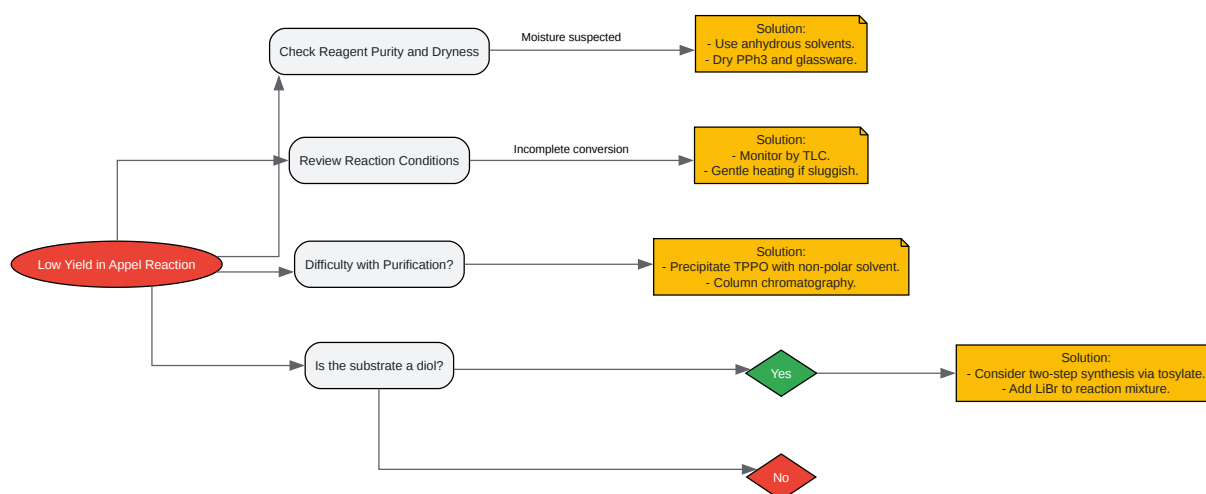 Check Reagent Purity and Dryness
Moisture suspected
Solution:
- Use anhydrous solvents.
- Dry PPh3 and glassware.
Review Reaction Conditions
Incomplete conversion
Solution:
- Monitor by TLC.
- Gentle heating if sluggish.
Low Yield in Appel Reaction
Difficulty with Purification?
Solution:
- Precipitate TPPO with non-polar solvent.
- Column chromatography.
Is the substrate a diol?
Yes
Solution:
- Consider two-step synthesis via tosylate.
- Add LiBr to reaction mixture.
No